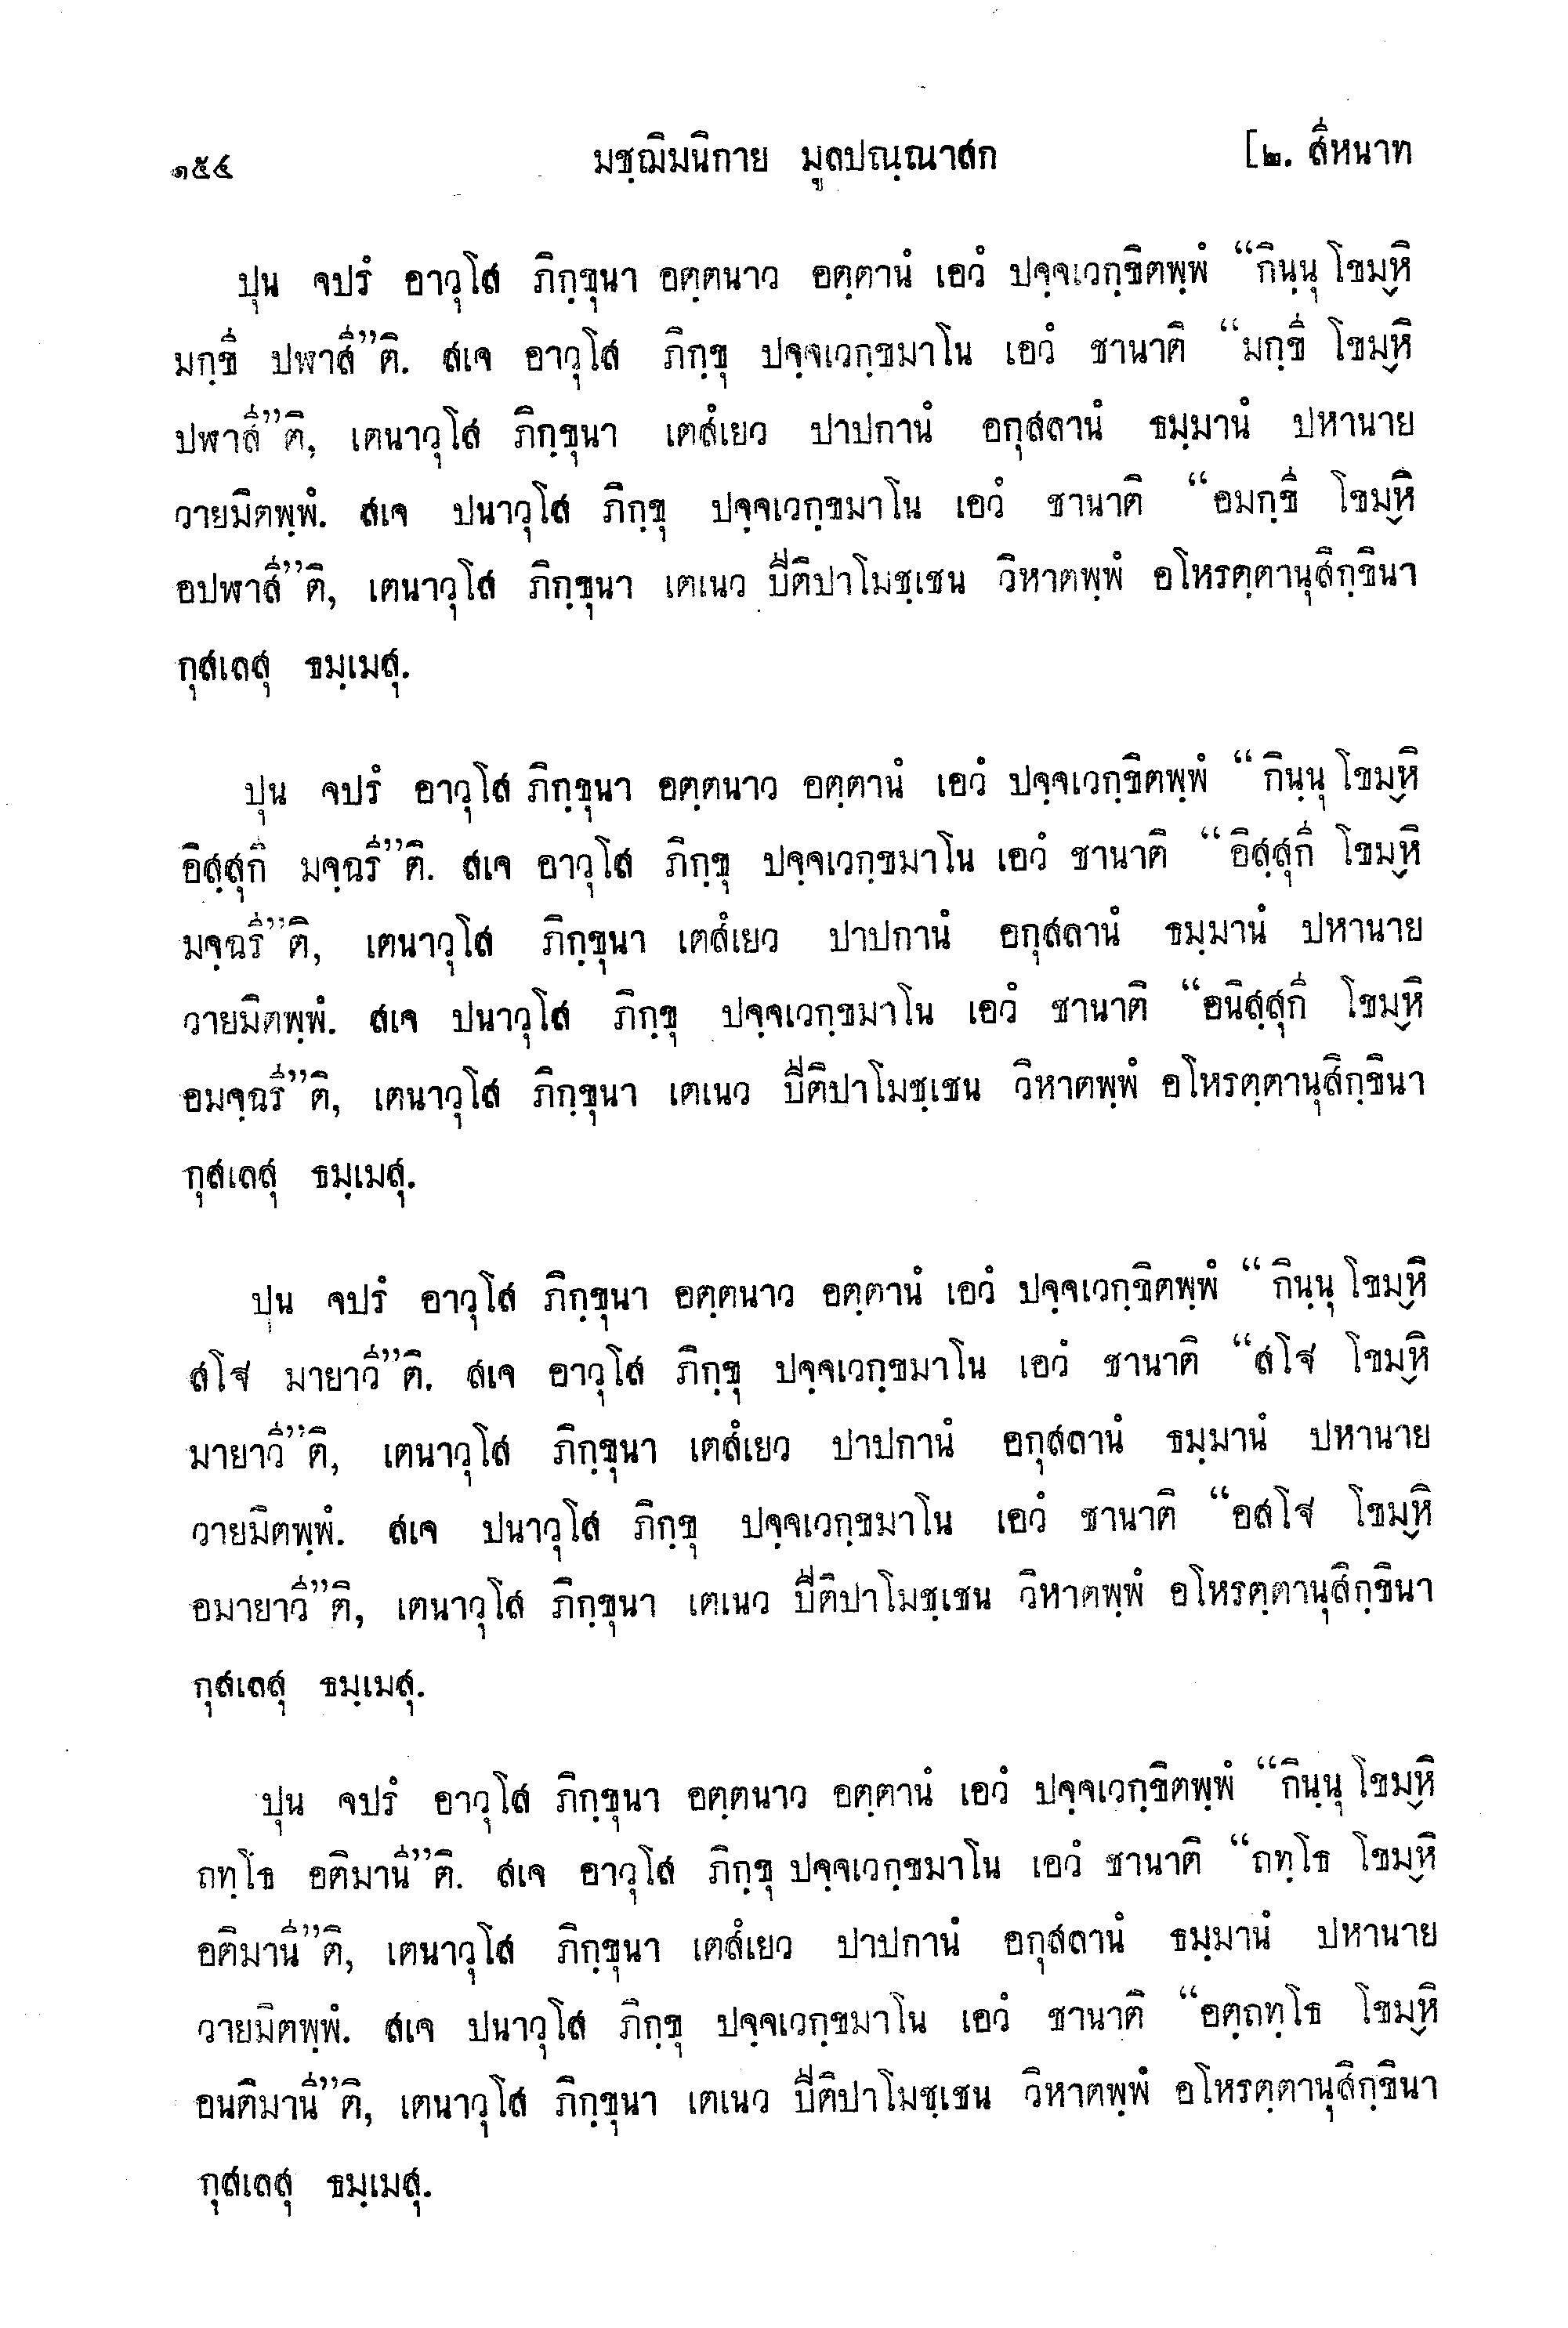 ๑๕๔ มชฺฌิมนิกาย มูลปณฺณาสก [๒. สีหนาท
ปุน จปรํ อาวุโส ภิกฺขุนา อตฺตนาว อตฺตานํ เอวํ ปจฺจเวกฺขิตพฺพํ “กินฺนุ โขมฺหิ
มกฺขี ปฬาสี”ติ. สเจ อาวุโส ภิกฺขุ ปจฺจเวกฺขมาโน เอวํ ชานาติ “มกฺขี โขมฺหิ
ปฬาสี”ติ, เตนาวุโส ภิกฺขุนา เตสํเยว ปาปกานํ อกุสลานํ ธมฺมานํ ปหานาย
วายมิตพฺพํ. สเจ ปนาวุโส ภิกฺขุ ปจฺจเวกฺขมาโน เอวํ ชานาติ “อมกฺขี โขมฺหิ
อปฬาสี”ติ, เตนาวุโส ภิกฺขุนา เตเนว ปีติปาโมชฺเชน วิหาตพฺพํ อโหรตฺตานุสิกฺขินา
กุสเลสุ ธมฺเมสุ.
ปุน จปรํ อาวุโส ภิกฺขุนา อตฺตนาว อตฺตานํ เอวํ ปจฺจเวกฺขิตพฺพํ “กินฺนุ โขมฺหิ
อิสฺสุกี มจฺฉรี”ติ. สเจ อาวุโส ภิกฺขุ ปจฺจเวกฺขมาโน เอวํ ชานาติ “อิสฺสุกี โขมฺหิ
มจฺฉรี”ติ, เตนาวุโส ภิกฺขุนา เตสํเยว ปาปกานํ อกุสลานํ ธมฺมานํ ปหานาย
วายมิตพฺพํ. สเจ ปนาวุโส ภิกฺขุ ปจฺจเวกฺขมาโน เอวํ ชานาติ “อนิสฺสุกี โขมฺหิ
อมจฺฉรี”ติ, เตนาวุโส ภิกฺขุนา เตเนว ปีติปาโมชฺเชน วิหาตพฺพํ อโหรตฺตานุสิกฺขินา
กุสเลสุ ธมฺเมสุ.
ปุน จปรํ อาวุโส ภิกฺขุนา อตฺตนาว อตฺตานํ เอวํ ปจฺจเวกฺขิตพฺพํ “กินฺนุ โขมฺหิ
สโฐ มายาวี”ติ. สเจ อาวุโส ภิกฺขุ ปจฺจเวกฺขมาโน เอวํ ชานาติ “สโฐ โขมฺหิ
มายาวี”ติ, เตนาวุโส ภิกฺขุนา เตสํเยว ปาปกานํ อกุสลานํ ธมฺมานํ ปหานาย
วายมิตพฺพํ. สเจ ปนาวุโส ภิกฺขุ ปจฺจเวกฺขมาโน เอวํ ชานาติ “อสโฐ โขมฺหิ
อมายาวี”ติ, เตนาวุโส ภิกฺขุนา เตเนว ปีติปาโมชฺเชน วิหาตพฺพํ อโหรตฺตานุสิกฺขินา
กุสเลสุ ธมฺเมสุ.
ปุน จปรํ อาวุโส ภิกฺขุนา อตฺตนาว อตฺตานํ เอวํ ปจฺจเวกฺขิตพฺพํ “กินฺนุ โขมฺหิ
ถทฺโธ อติมานี”ติ. สเจ อาวุโส ภิกฺขุ ปจฺจเวกฺขมาโน เอวํ ชานาติ “ถทฺโธ โขมฺหิ
อติมานี”ติ, เตนาวุโส ภิกฺขุนา เตสํเยว ปาปกานํ อกุสลานํ ธมฺมานํ ปหานาย
วายมิตพฺพํ. สเจ ปนาวุโส ภิกฺขุ ปจฺจเวกฺขมาโน เอวํ ชานาติ “อตฺถทฺโธ โขมฺหิ
อนติมานี”ติ, เตนาวุโส ภิกฺขุนา เตเนว ปีติปาโมชฺเชน วิหาตพฺพํ อโหรตฺตานุสิกฺขินา
กุสเลสุ ธมฺเมสุ.